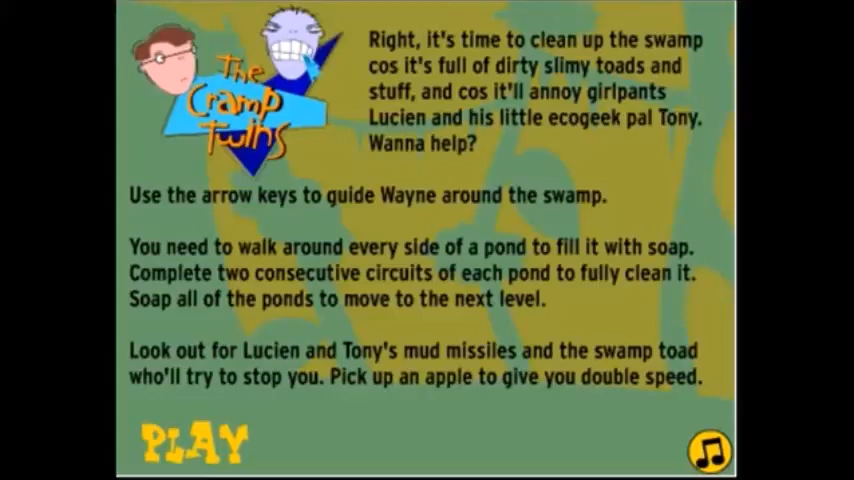 The
Cramp
Twins
Right, it's time to clean up the swamp
cos it's full of dirty slimy toads and
stuff, and cos it'll annoy girlpants
Lucien and his little ecogeek pal Tony.
Wanna help?
Use the arrow keys to guide Wayne around the swamp.
You need to walk around every side of a pond to fill it with soap.
Complete two consecutive circuits of each pond to fully clean it.
Soap all of the ponds to move to the next level.
Look out for Lucien and Tony's mud missiles and the swamp toad
who'll try to stop you. Pick up an apple to give you double speed.
PLAY